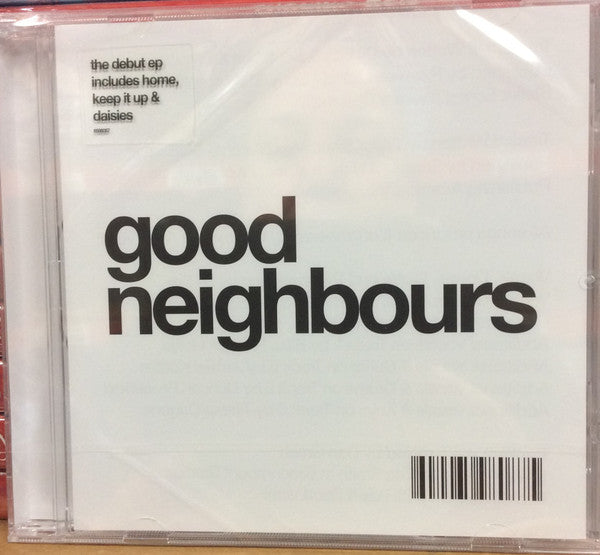 the debut ep
includes home,
keep it up &
daisies
good
neighbours